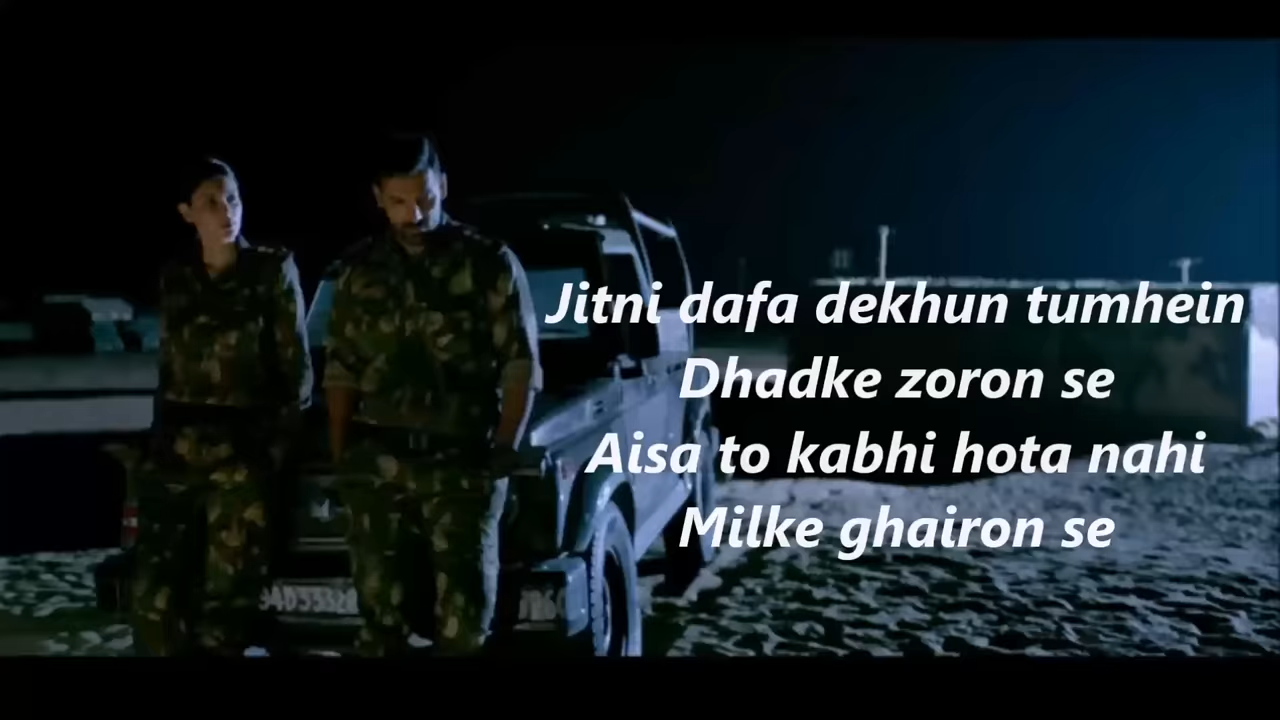 Jitni dafa dekhun tumhein
Dhadke zoron se
Aisa to kabhi hota nahi
Milke ghairon se